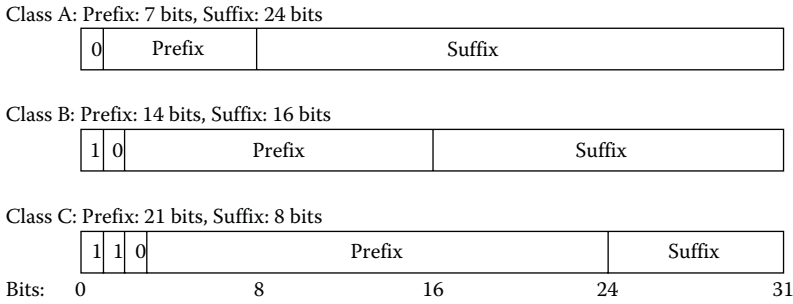 Class A: Prefix: 7 bits, Suffix: 24 bits
0 Prefix Suffix
Class B: Prefix: 14 bits, Suffix: 16 bits
1 0 Prefix Suffix
Class C: Prefix: 21 bits, Suffix: 8 bits
1 1 0 Prefix Suffix
Bits: 0 8 16 24 31